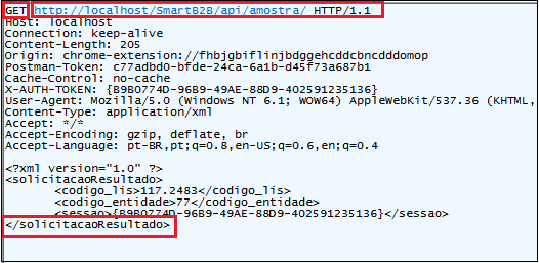 GET http://localhost/SmartB2B/api/amostra/ HTTP/1.1
Host: localhost
Connection: keep-alive
Content-Length: 205
Origin: chrome-extension://fhbjgbiflinjbdggehcddcbncdddomop
Postman-Token: c77adbd0-bfde-24ca-6a1b-d45f73a687b1
Cache-Control: no-cache
X-AUTH-TOKEN: {B9B0774D-96B9-49AE-88D9-402591235136}
User-Agent: Mozilla/5.0 (Windows NT 6.1; WOW64) AppleWebKit/537.36 (KHTML,
Content-Type: application/xml
Accept: */*
Accept-Encoding: gzip, deflate, br
Accept-Language: pt-BR,pt;q=0.8,en-US;q=0.6,en;q=0.4
<?xml version="1.0" ?>
<solicitacaoResultado>
<codigo_lis>117.2483</codigo_lis>
<codigo_entidade>77</codigo_entidade>
<sessao>{B9B0774D-96B9-49AE-88D9-402591235136}</sessao>
</solicitacaoResultado>